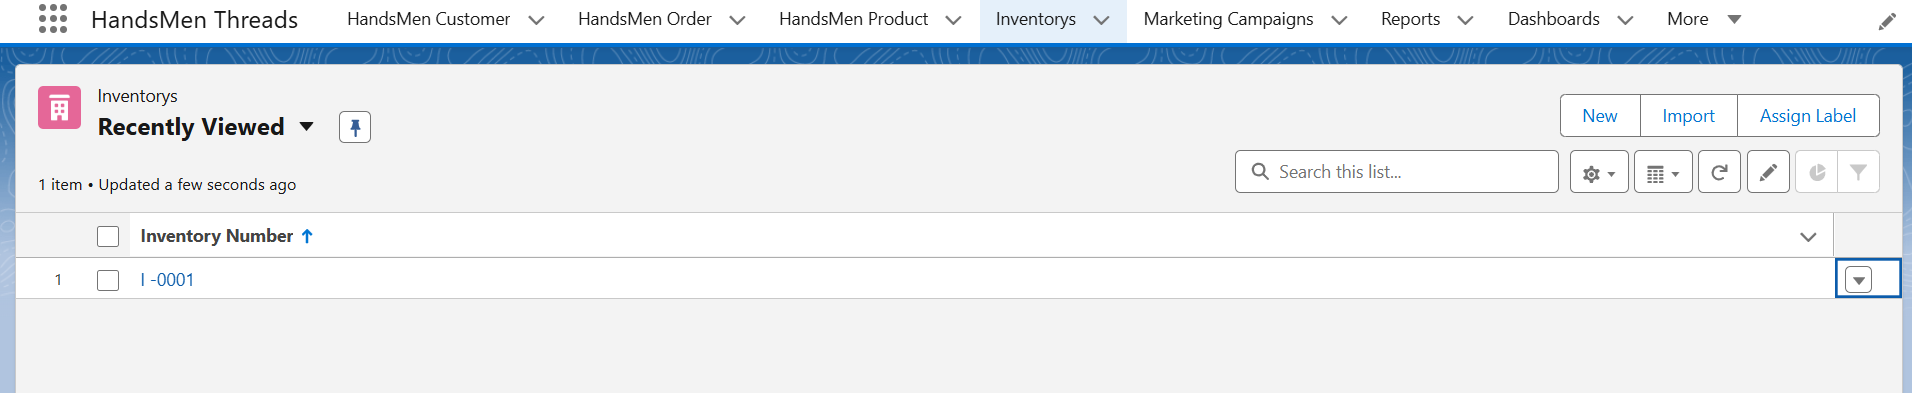 HandsMen Threads HandsMen Customer HandsMen Order HandsMen Product Inventorys Marketing Campaigns Reports Dashboards More
Inventorys
Recently Viewed
New Import Assign Label
1 item • Updated a few seconds ago
Search this list...
Inventory Number
1 I -0001